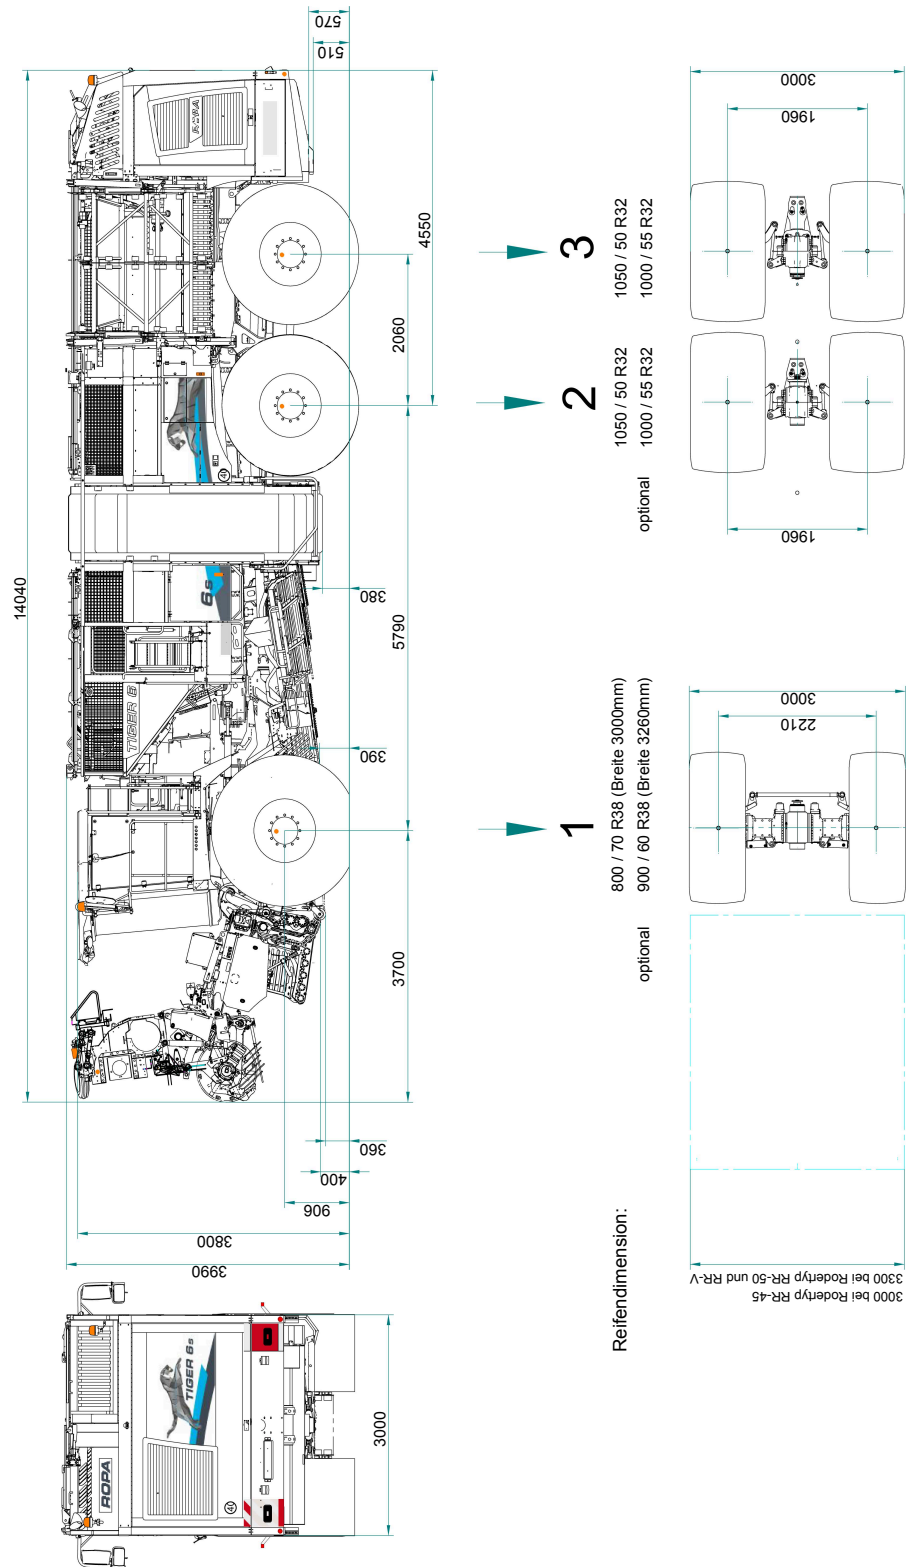 14040
570
510
4550
2060
5790
380
390
3700
360
400
906
3800
3990
3000
ROPA
TIGER 6s
ROPA
TIGER 6
6s
40
4
Reifendimension:
1
800 / 70 R38 (Breite 3000mm)
optional
900 / 60 R38 (Breite 3260mm)
2
1050 / 50 R32
optional
1000 / 55 R32
3
1050 / 50 R32
1000 / 55 R32
3000 bei Rodertyp RR-45
3300 bei Rodertyp RR-50 und RR-V
2210
3000
1960
1960
3000